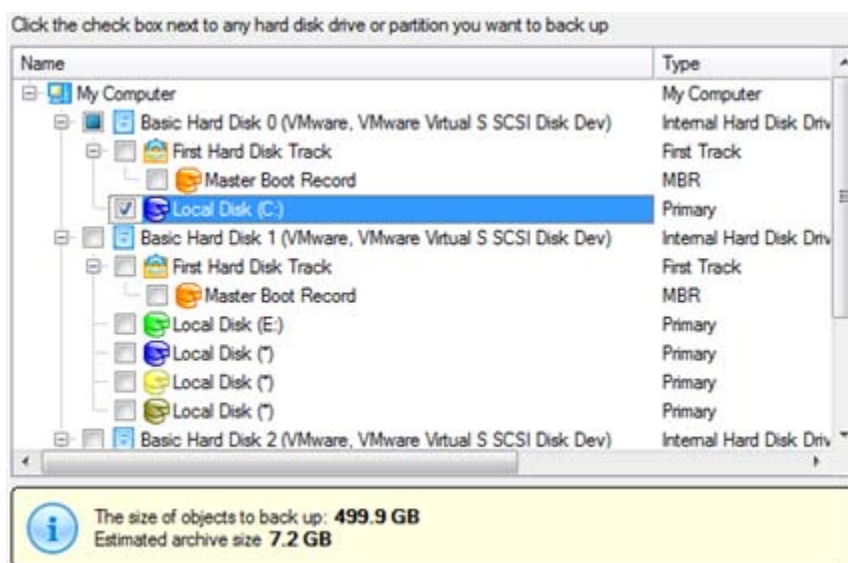 Click the check box next to any hard disk drive or partition you want to back up
Name Type
My Computer My Computer
Basic Hard Disk 0 (VMware, VMware Virtual S SCSI Disk Dev) Internal Hard Disk Driv
First Hard Disk Track First Track
Master Boot Record MBR
Local Disk (C:) Primary
Basic Hard Disk 1 (VMware, VMware Virtual S SCSI Disk Dev) Internal Hard Disk Driv
First Hard Disk Track First Track
Master Boot Record MBR
Local Disk (E:) Primary
Local Disk (*) Primary
Local Disk (*) Primary
Local Disk (*) Primary
Basic Hard Disk 2 (VMware, VMware Virtual S SCSI Disk Dev) Internal Hard Disk Driv
The size of objects to back up: 499.9 GB
Estimated archive size 7.2 GB